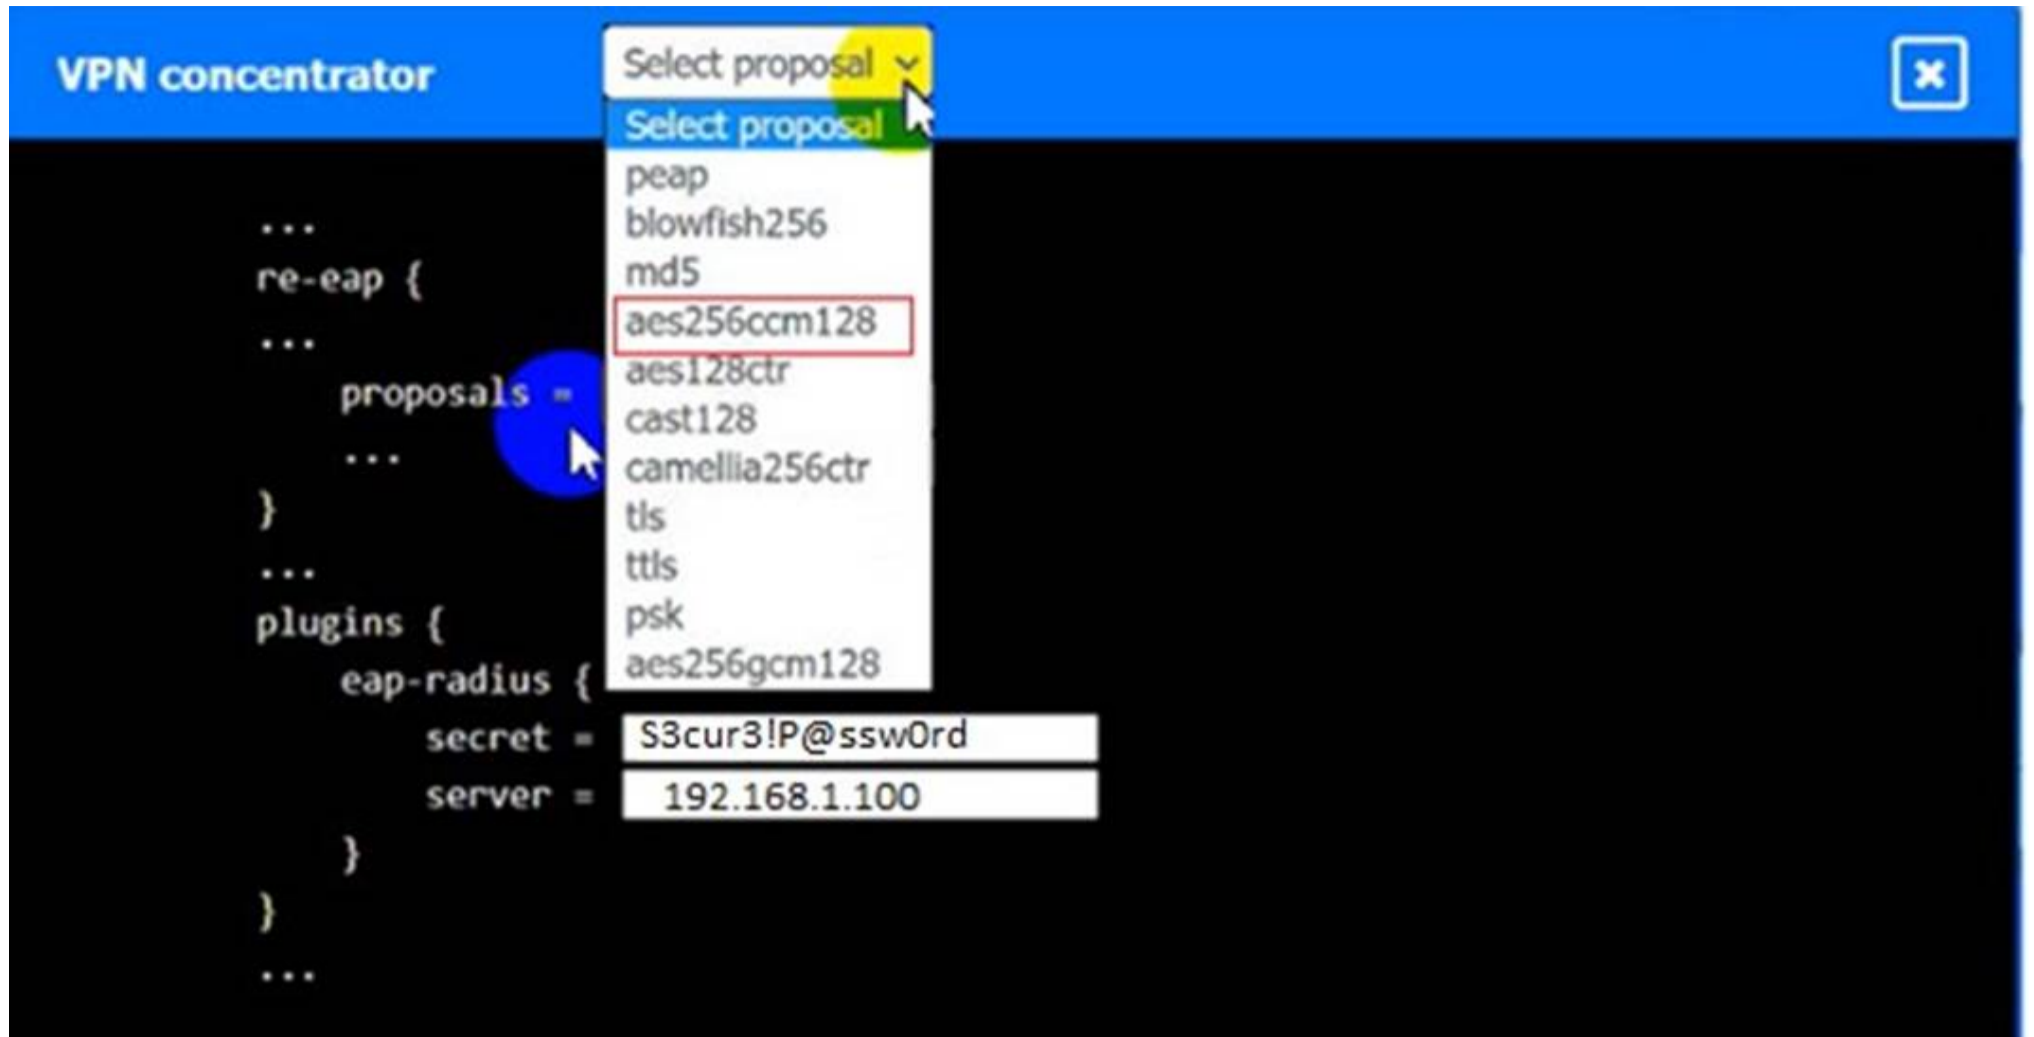 VPN concentrator
Select proposal
Select proposal
peap
blowfish256
md5
aes256ccm128
aes128ctr
cast128
camellia256ctr
tls
ttls
psk
aes256gcm128
...
re-eap {
...
proposals =
...
}
...
plugins {
eap-radius {
secret = S3cur3!P@ssw0rd
server = 192.168.1.100
}
}
...